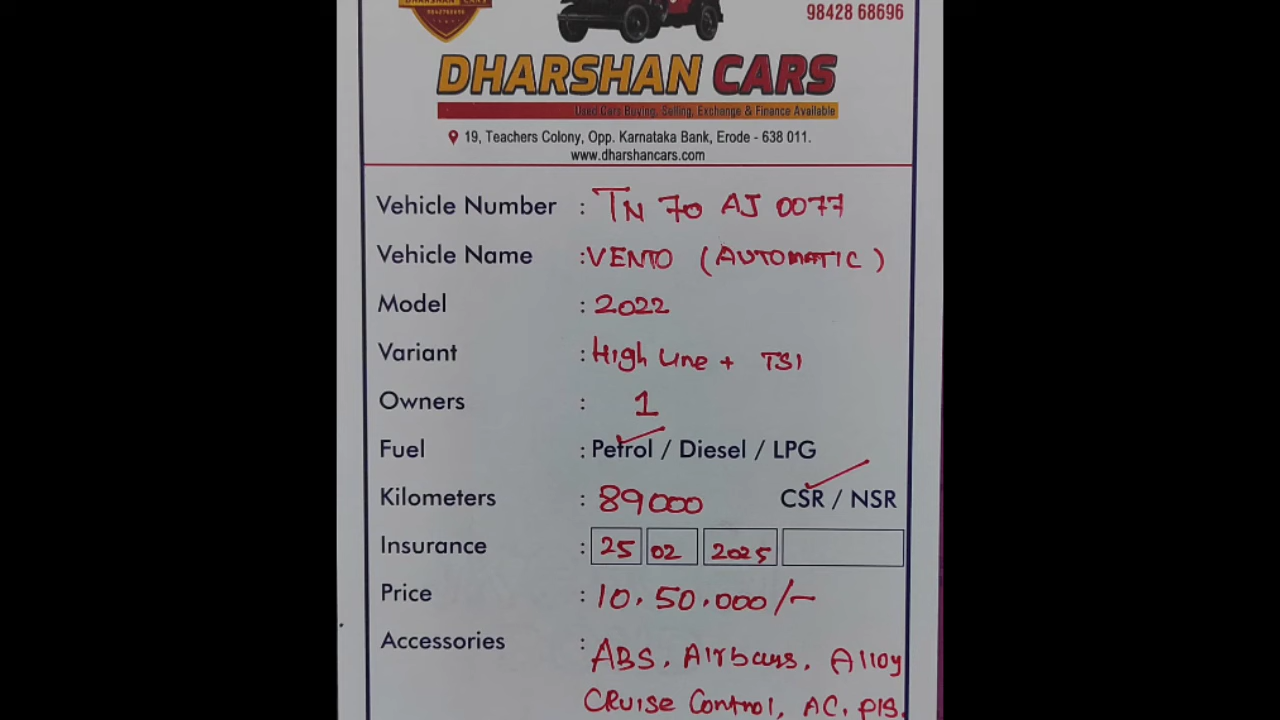 DHARSHAN CARS
9842768696
98428 68696
DHARSHAN CARS
Used Cars Buying, Selling, Exchange & Finance Available
19, Teachers Colony, Opp. Karnataka Bank, Erode - 638 011.
www.dharshancars.com
Vehicle Number : TN 70 AJ 0077
Vehicle Name : VENTO (AUTOMATIC)
Model : 2022
Variant : High Line + TSI
Owners : 1
Fuel : Petrol / Diesel / LPG
Kilometers : 89000 CSR / NSR
Insurance : 25 02 2025
Price : 10.50.000/-
Accessories : ABS, Airbags, Alloy
Cruise Control, AC, P/S,